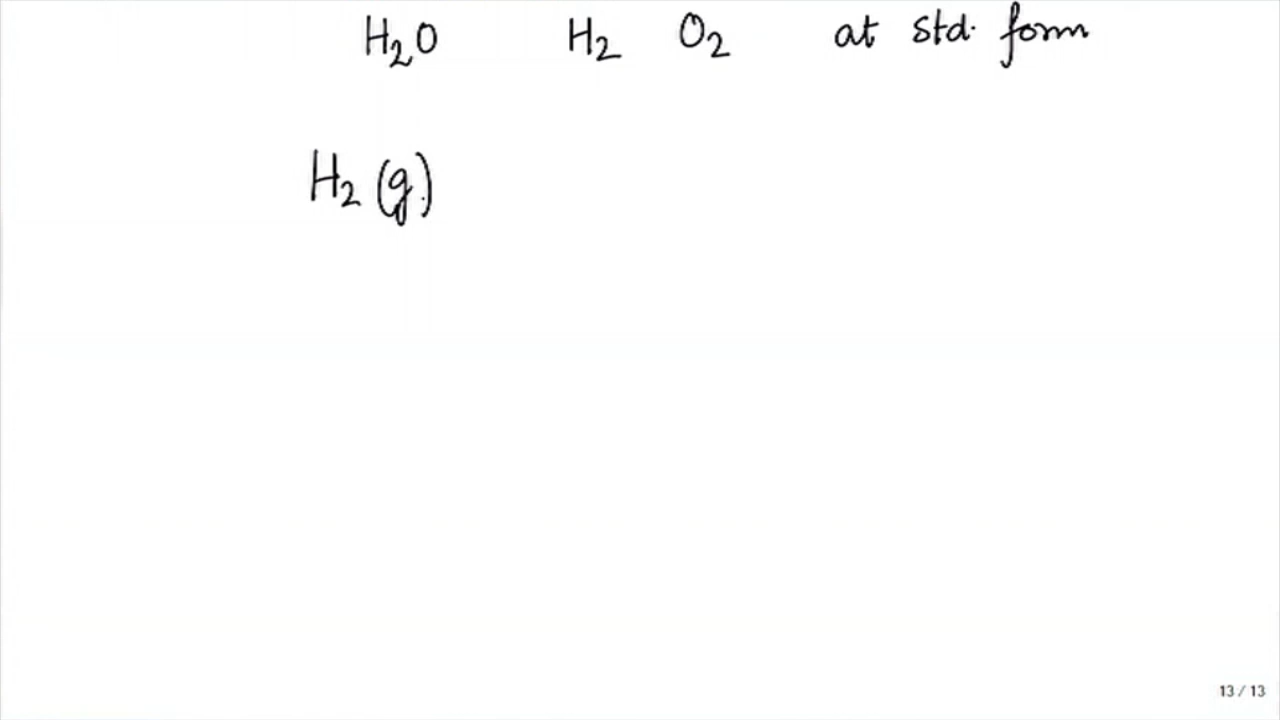 H₂O H₂ O₂ at std. form
H₂ (g)
13 / 13